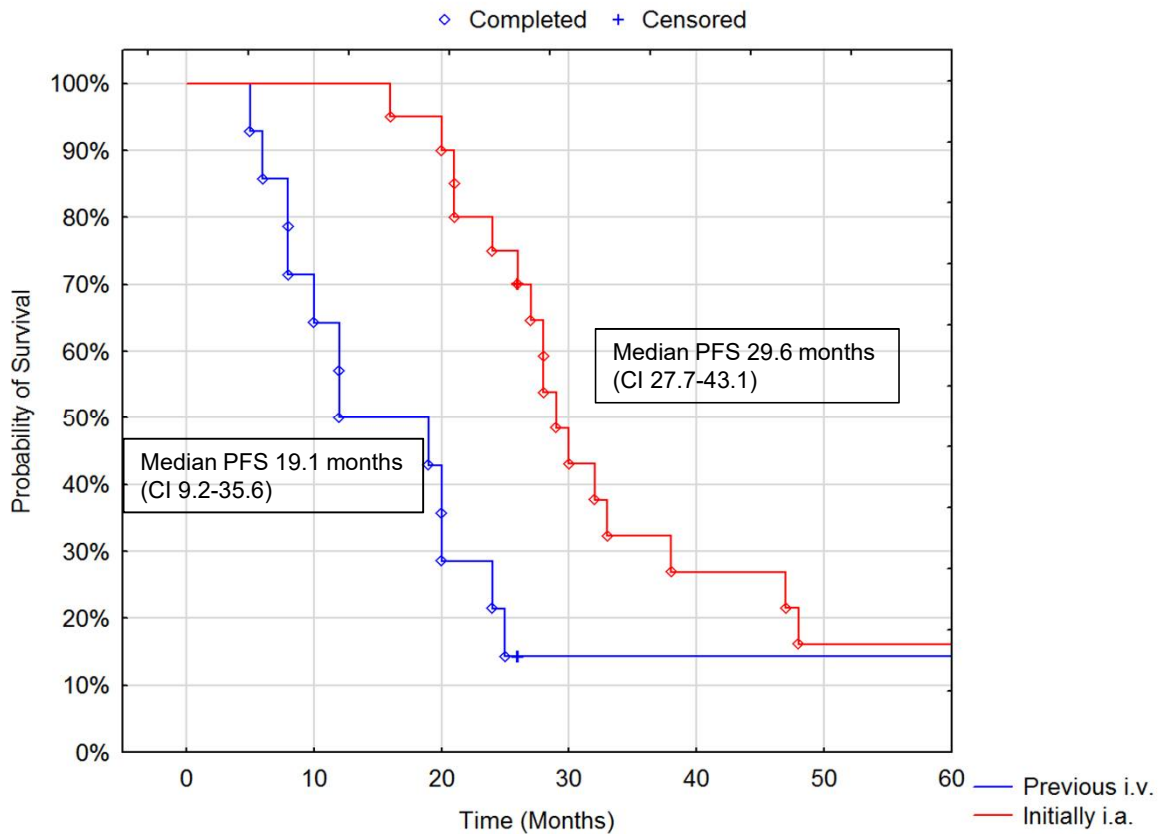 Completed Censored
100%
90%
80%
70%
60%
50%
40%
30%
20%
10%
0%
Probability of Survival
Median PFS 29.6 months
(CI 27.7-43.1)
Median PFS 19.1 months
(CI 9.2-35.6)
0 10 20 30 40 50 60
Time (Months)
Previous i.v.
Initially i.a.